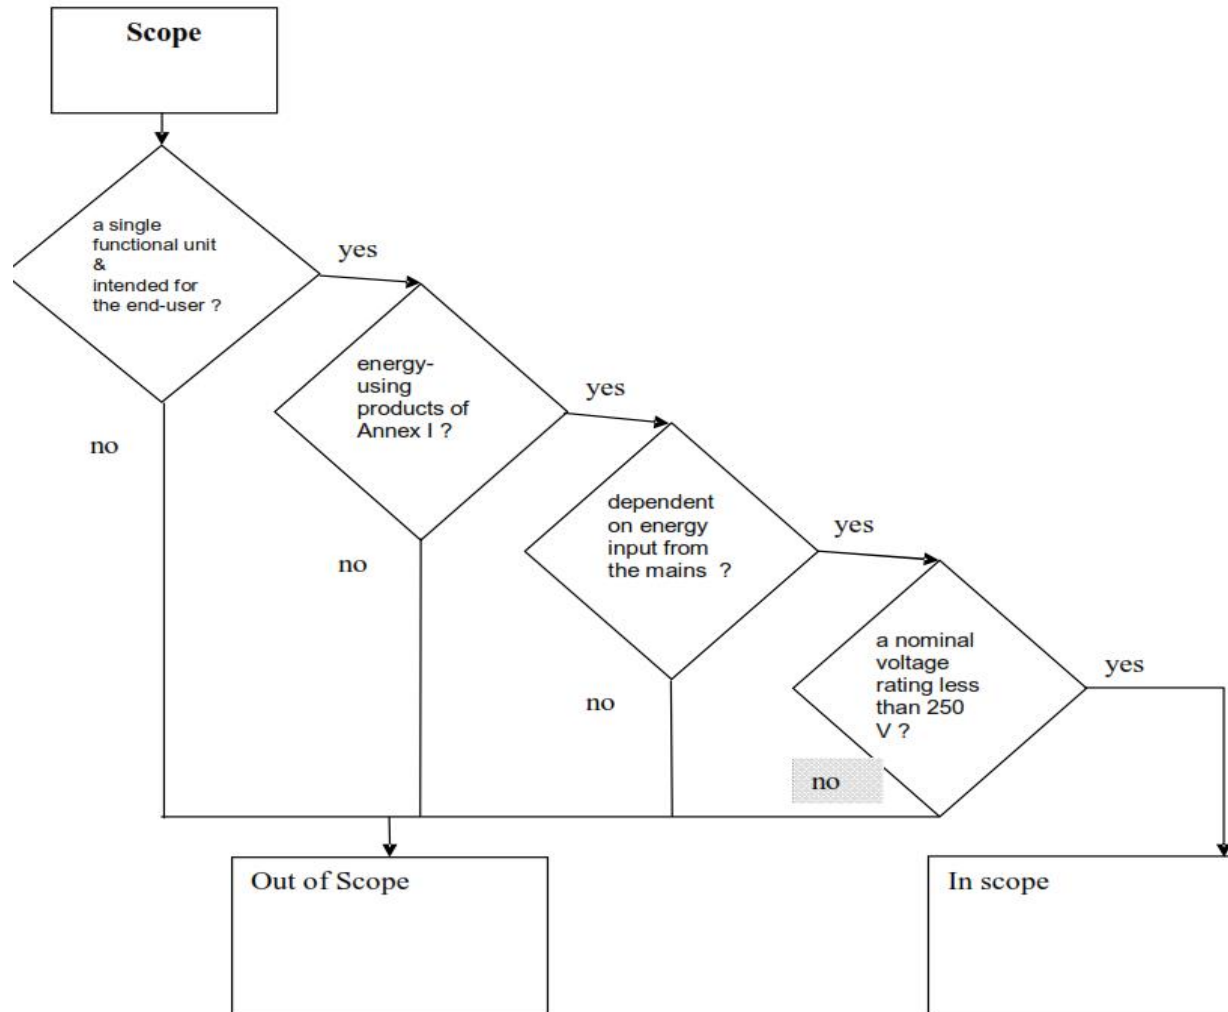 Scope
a single
functional unit
&
intended for
the end-user ?
yes
no
energy-
using
products of
Annex I ?
yes
no
dependent
on energy
input from
the mains ?
yes
no
a nominal
voltage
rating less
than 250
V ?
yes
no
Out of Scope
In scope